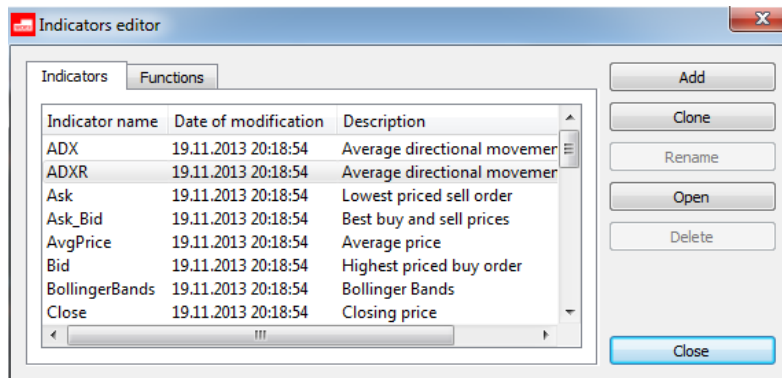 Indicators editor
Indicators Functions
Indicator name Date of modification Description
ADX 19.11.2013 20:18:54 Average directional movemen
ADXR 19.11.2013 20:18:54 Average directional movemen
Ask 19.11.2013 20:18:54 Lowest priced sell order
Ask_Bid 19.11.2013 20:18:54 Best buy and sell prices
AvgPrice 19.11.2013 20:18:54 Average price
Bid 19.11.2013 20:18:54 Highest priced buy order
BollingerBands 19.11.2013 20:18:54 Bollinger Bands
Close 19.11.2013 20:18:54 Closing price
Add
Clone
Rename
Open
Delete
Close